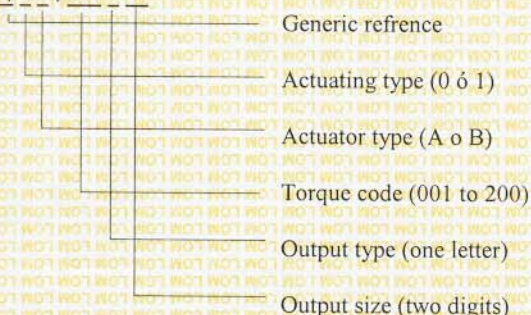 Generic refrence
Actuating type (0 ó 1)
Actuator type (A o B)
Torque code (001 to 200)
Output type (one letter)
Output size (two digits)